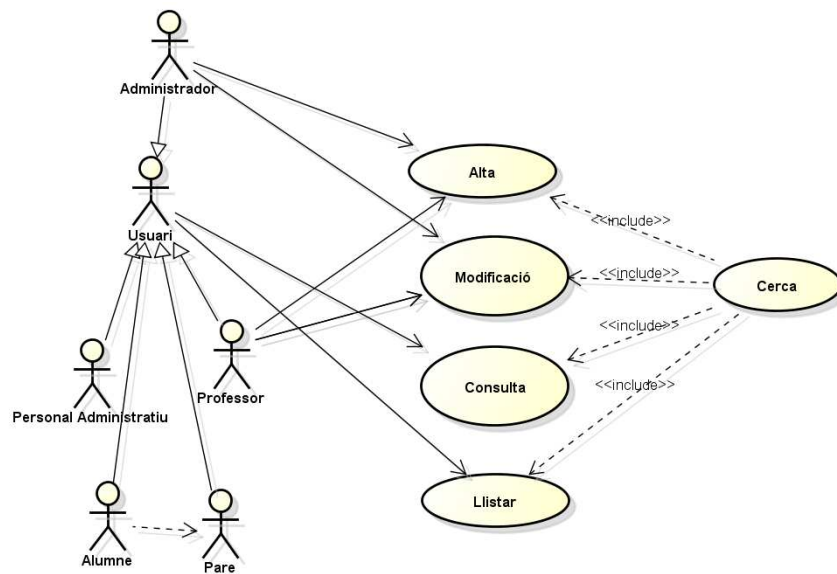 Administrador
Alta
Usuari
<<include>>
Modificació
<<include>>
Cerca
<<include>>
Professor
Consulta
<<include>>
Personal Administratiu
Llistar
Alumne
Pare